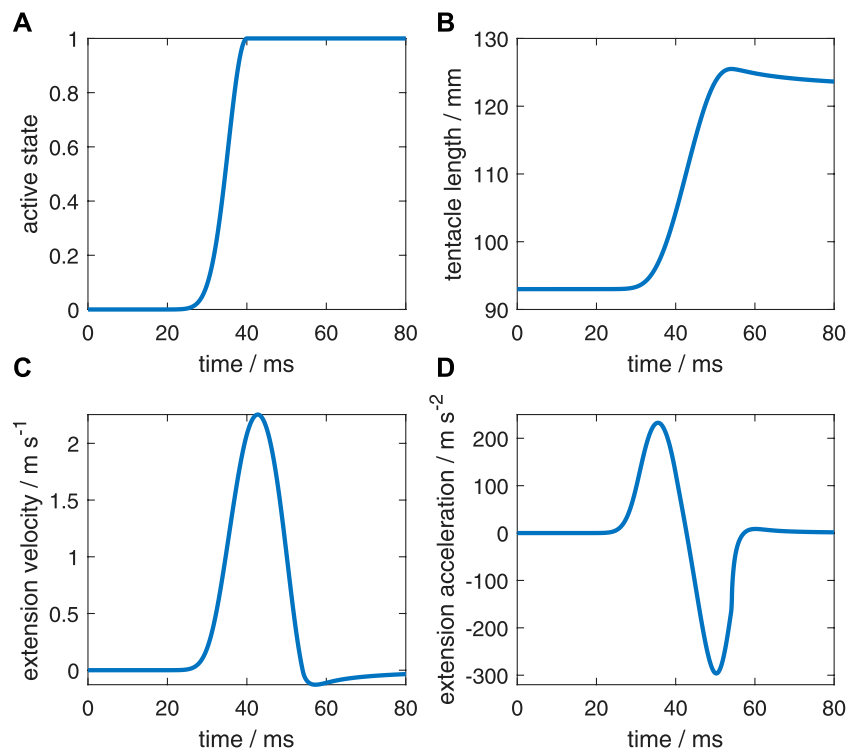 A
active state
1
0.8
0.6
0.4
0.2
0
0 20 40 60 80
time / ms
B
tentacle length / mm
130
120
110
100
90
0 20 40 60 80
time / ms
C
extension velocity / m s⁻¹
2
1.5
1
0.5
0
0 20 40 60 80
time / ms
D
extension acceleration / m s⁻²
200
100
0
-100
-200
-300
0 20 40 60 80
time / ms